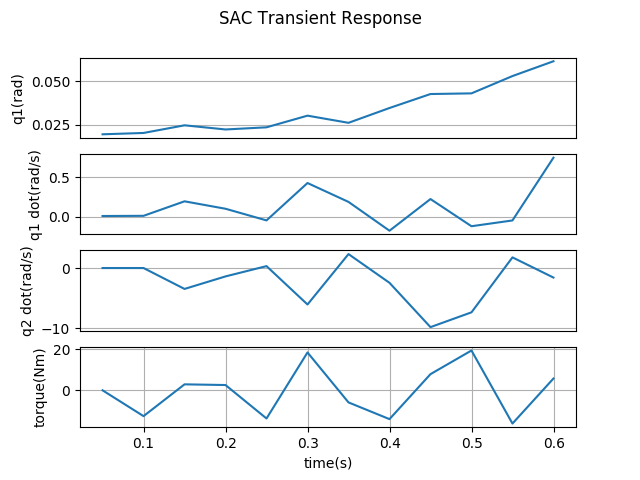 SAC Transient Response
q1(rad)
0.050
0.025
q1 dot(rad/s)
0.5
0.0
q2 dot(rad/s)
0
−10
torque(Nm)
20
0
0.1 0.2 0.3 0.4 0.5 0.6
time(s)